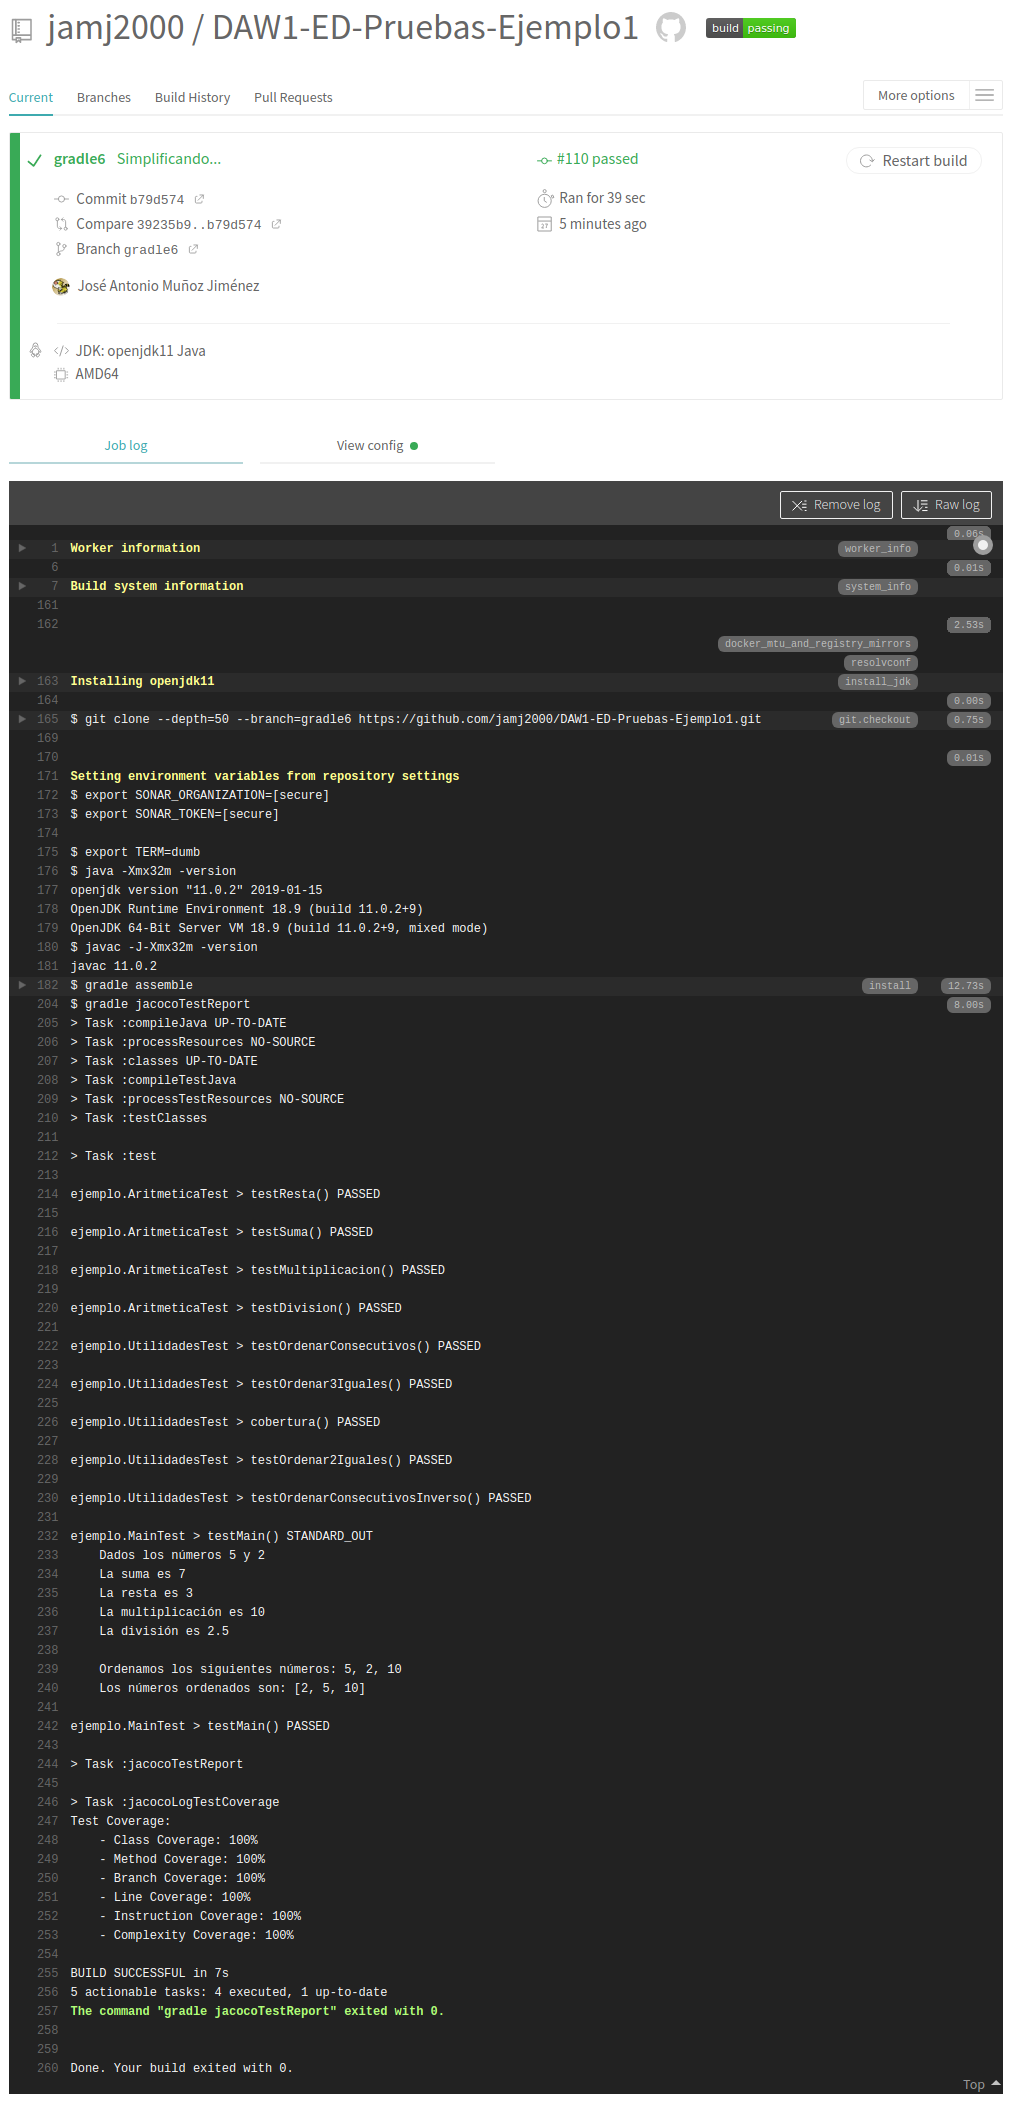 jamj2000 / DAW1-ED-Pruebas-Ejemplo1 build passing
Current Branches Build History Pull Requests More options
gradle6 Simplificando... #110 passed Restart build
Commit b79d574 Ran for 39 sec
Compare 39235b9..b79d574 5 minutes ago
Branch gradle6
José Antonio Muñoz Jiménez
JDK: openjdk11 Java
AMD64
Job log View config
Remove log Raw log
0.06s
1 Worker information worker_info
6 0.01s
7 Build system information system_info
161
162 2.53s
docker_mtu_and_registry_mirrors
resolvconf
163 Installing openjdk11 install_jdk
164 0.00s
165 $ git clone --depth=50 --branch=gradle6 https://github.com/jamj2000/DAW1-ED-Pruebas-Ejemplo1.git git.checkout 0.75s
169
170 0.01s
171 Setting environment variables from repository settings
172 $ export SONAR_ORGANIZATION=[secure]
173 $ export SONAR_TOKEN=[secure]
174
175 $ export TERM=dumb
176 $ java -Xmx32m -version
177 openjdk version "11.0.2" 2019-01-15
178 OpenJDK Runtime Environment 18.9 (build 11.0.2+9)
179 OpenJDK 64-Bit Server VM 18.9 (build 11.0.2+9, mixed mode)
180 $ javac -J-Xmx32m -version
181 javac 11.0.2
182 $ gradle assemble install 12.73s
204 $ gradle jacocoTestReport 8.00s
205 > Task :compileJava UP-TO-DATE
206 > Task :processResources NO-SOURCE
207 > Task :classes UP-TO-DATE
208 > Task :compileTestJava
209 > Task :processTestResources NO-SOURCE
210 > Task :testClasses
211
212 > Task :test
213
214 ejemplo.AritmeticaTest > testResta() PASSED
215
216 ejemplo.AritmeticaTest > testSuma() PASSED
217
218 ejemplo.AritmeticaTest > testMultiplicacion() PASSED
219
220 ejemplo.AritmeticaTest > testDivision() PASSED
221
222 ejemplo.UtilidadesTest > testOrdenarConsecutivos() PASSED
223
224 ejemplo.UtilidadesTest > testOrdenar3Iguales() PASSED
225
226 ejemplo.UtilidadesTest > cobertura() PASSED
227
228 ejemplo.UtilidadesTest > testOrdenar2Iguales() PASSED
229
230 ejemplo.UtilidadesTest > testOrdenarConsecutivosInverso() PASSED
231
232 ejemplo.MainTest > testMain() STANDARD_OUT
233 Dados los números 5 y 2
234 La suma es 7
235 La resta es 3
236 La multiplicación es 10
237 La división es 2.5
238
239 Ordenamos los siguientes números: 5, 2, 10
240 Los números ordenados son: [2, 5, 10]
241
242 ejemplo.MainTest > testMain() PASSED
243
244 > Task :jacocoTestReport
245
246 > Task :jacocoLogTestCoverage
247 Test Coverage:
248 - Class Coverage: 100%
249 - Method Coverage: 100%
250 - Branch Coverage: 100%
251 - Line Coverage: 100%
252 - Instruction Coverage: 100%
253 - Complexity Coverage: 100%
254
255 BUILD SUCCESSFUL in 7s
256 5 actionable tasks: 4 executed, 1 up-to-date
257 The command "gradle jacocoTestReport" exited with 0.
258
259
260 Done. Your build exited with 0.
Top